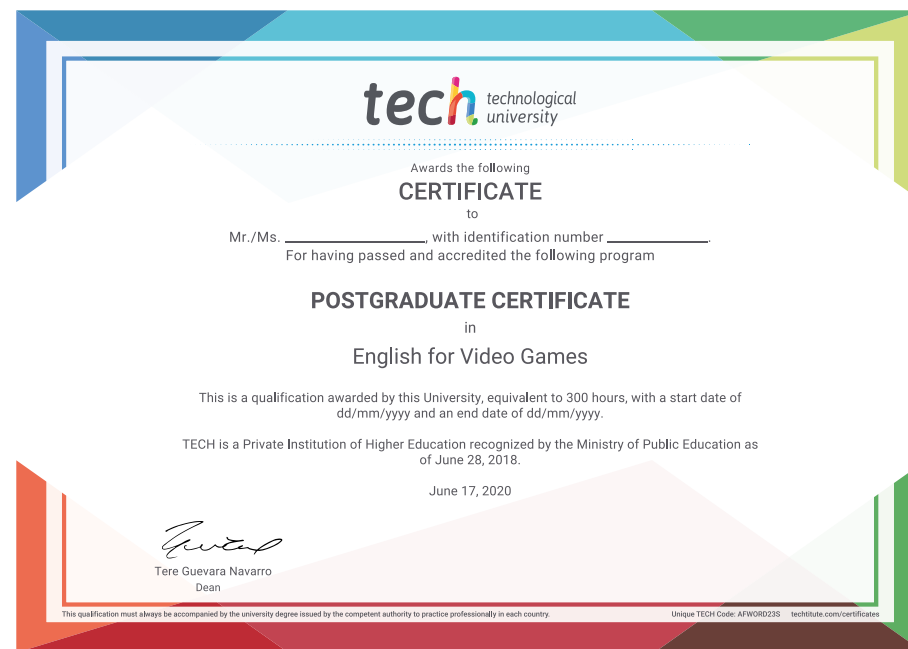 tech technological
university
Awards the following
CERTIFICATE
to
Mr./Ms. ____________________, with identification number ______________.
For having passed and accredited the following program
POSTGRADUATE CERTIFICATE
in
English for Video Games
This is a qualification awarded by this University, equivalent to 300 hours, with a start date of
dd/mm/yyyy and an end date of dd/mm/yyyy.
TECH is a Private Institution of Higher Education recognized by the Ministry of Public Education as
of June 28, 2018.
June 17, 2020
Tere Guevara Navarro
Dean
This qualification must always be accompanied by the university degree issued by the competent authority to practice professionally in each country.
Unique TECH Code: AFWORD23S techtitute.com/certificates